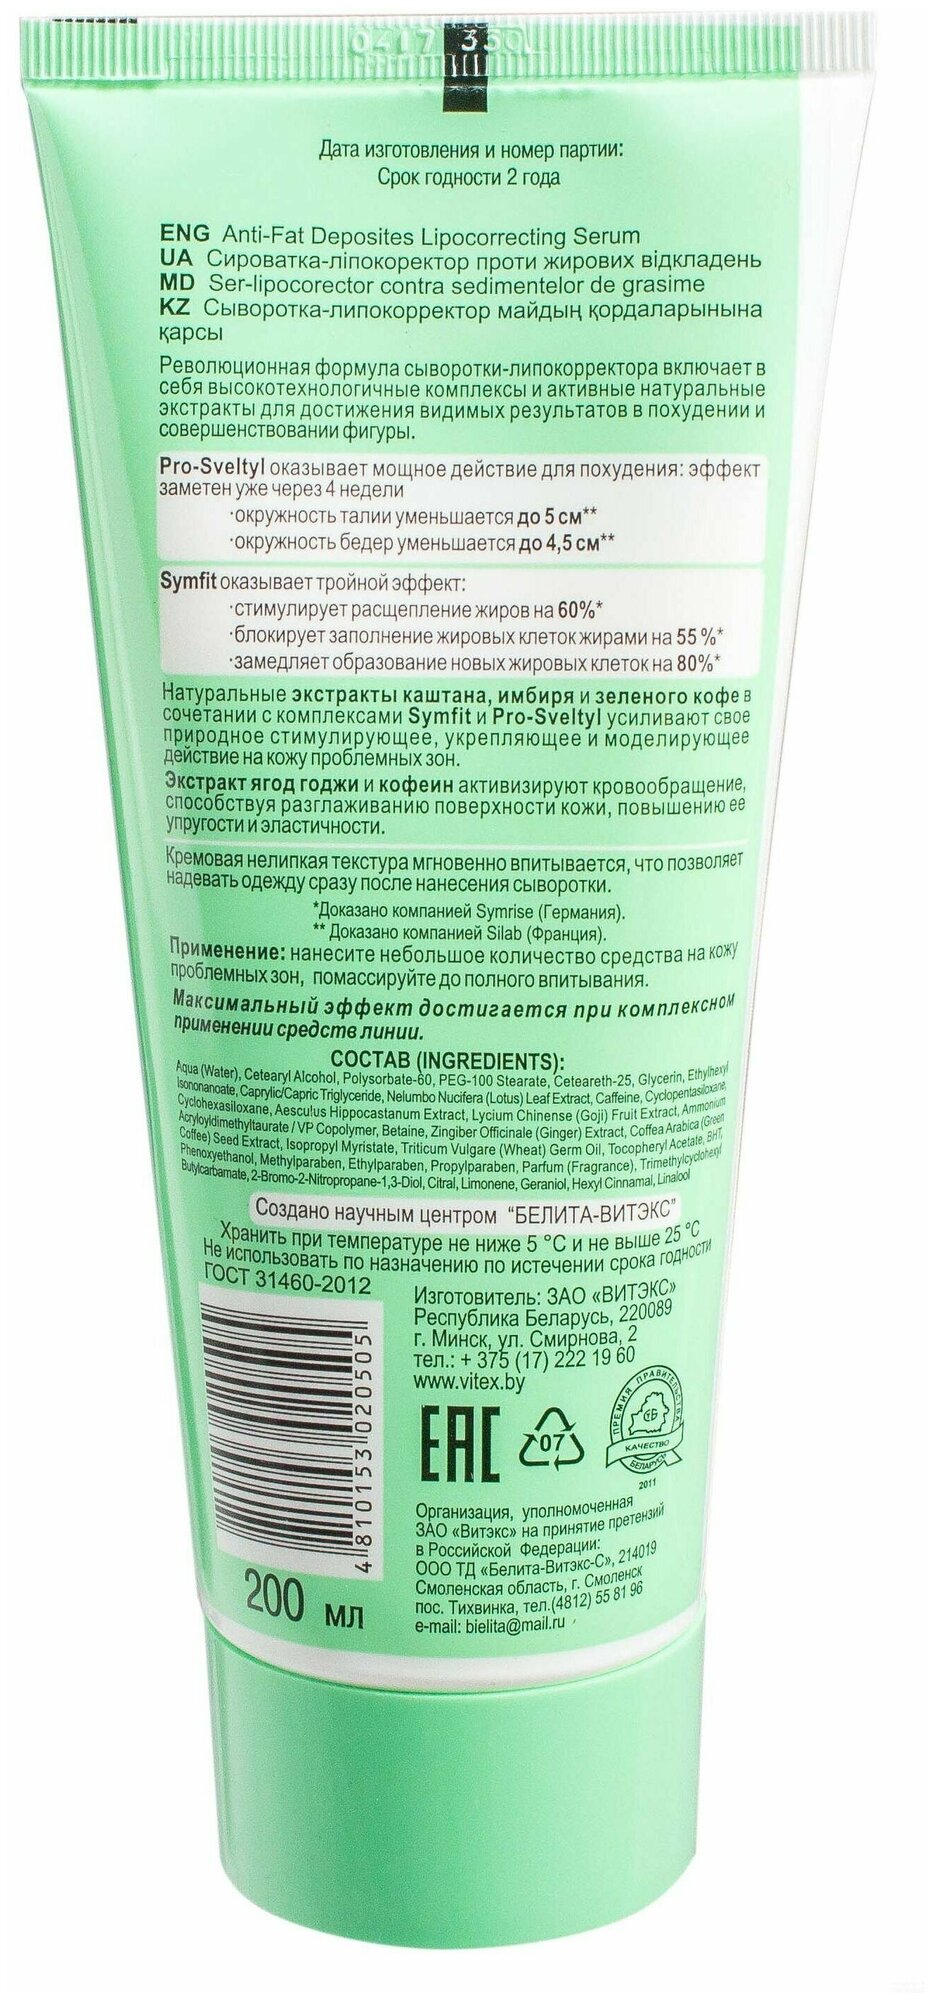 0417 350
Дата изготовления и номер партии:
Срок годности 2 года
ENG Anti-Fat Deposites Lipocorrecting Serum
UA Сироватка-ліпокоректор проти жирових відкладень
MD Ser-lipocorector contra sedimentelor de grasime
KZ Сыворотка-липокорректор майдың қордаларынына
қарсы
Революционная формула сыворотки-липокорректора включает в
себя высокотехнологичные комплексы и активные натуральные
экстракты для достижения видимых результатов в похудении и
совершенствовании фигуры.
Pro-Sveltyl оказывает мощное действие для похудения: эффект
заметен уже через 4 недели
·окружность талии уменьшается до 5 см**
·окружность бедер уменьшается до 4,5 см**
Symfit оказывает тройной эффект:
·стимулирует расщепление жиров на 60%*
·блокирует заполнение жировых клеток жирами на 55 %*
·замедляет образование новых жировых клеток на 80%*
Натуральные экстракты каштана, имбиря и зеленого кофе в
сочетании с комплексами Symfit и Pro-Sveltyl усиливают свое
природное стимулирующее, укрепляющее и моделирующее
действие на кожу проблемных зон.
Экстракт ягод годжи и кофеин активизируют кровообращение,
способствуя разглаживанию поверхности кожи, повышению ее
упругости и эластичности.
Кремовая нелипкая текстура мгновенно впитывается, что позволяет
надевать одежду сразу после нанесения сыворотки.
*Доказано компанией Symrise (Германия).
** Доказано компанией Silab (Франция).
Применение: нанесите небольшое количество средства на кожу
проблемных зон, помассируйте до полного впитывания.
Максимальный эффект достигается при комплексном
применении средств линии.
СОСТАВ (INGREDIENTS):
Aqua (Water), Cetearyl Alcohol, Polysorbate-60, PEG-100 Stearate, Ceteareth-25, Glycerin, Ethylhexyl
Isononanoate, Caprylic/Capric Triglyceride, Nelumbo Nucifera (Lotus) Leaf Extract, Caffeine, Cyclopentasiloxane,
Cyclohexasiloxane, Aesculus Hippocastanum Extract, Lycium Chinense (Goji) Fruit Extract, Ammonium
Acryloyldimethyltaurate / VP Copolymer, Betaine, Zingiber Officinale (Ginger) Extract, Coffea Arabica (Green
Coffee) Seed Extract, Isopropyl Myristate, Triticum Vulgare (Wheat) Germ Oil, Tocopheryl Acetate, BHT,
Phenoxyethanol, Methylparaben, Ethylparaben, Propylparaben, Parfum (Fragrance), Trimethylcyclohexyl
Butylcarbamate, 2-Bromo-2-Nitropropane-1,3-Diol, Citral, Limonene, Geraniol, Hexyl Cinnamal, Linalool
Создано научным центром "БЕЛИТА-ВИТЭКС"
Хранить при температуре не ниже 5 °С и не выше 25 °С
Не использовать по назначению по истечении срока годности
ГОСТ 31460-2012
Изготовитель: ЗАО «ВИТЭКС»
Республика Беларусь, 220089
г. Минск, ул. Смирнова, 2
тел.: + 375 (17) 222 19 60
www.vitex.by
4 810153 020505
EAC
07
ПРЕМИЯ ПРАВИТЕЛЬСТВА
СТБ
КАЧЕСТВО
БЕЛАРУСЬ
2011
Организация, уполномоченная
ЗАО «Витэкс» на принятие претензий
в Российской Федерации:
ООО ТД «Белита-Витэкс-С», 214019
Смоленская область, г. Смоленск
пос. Тихвинка, тел.(4812) 55 81 96
e-mail: bielita@mail.ru
200 мл